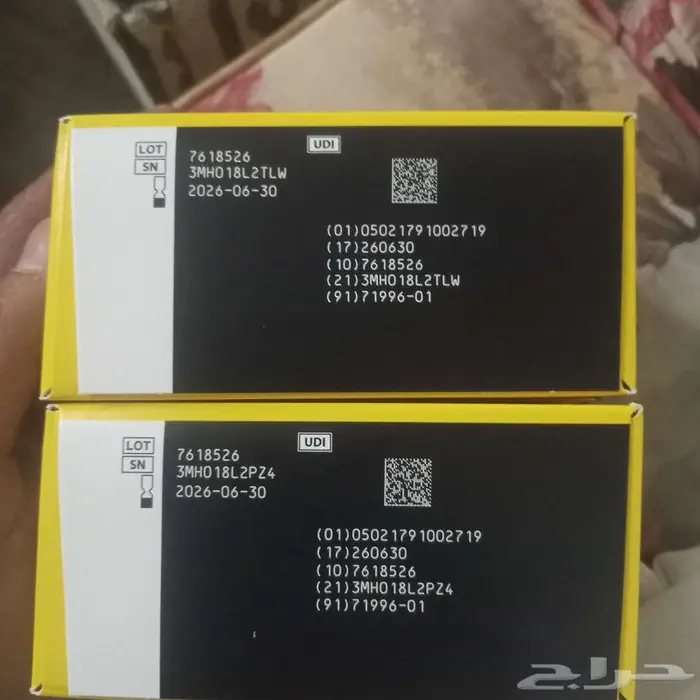 LOT
SN
7618526
3MH018L2TLW
2026-06-30
UDI
(01)05021791002719
(17)260630
(10)7618526
(21)3MH018L2TLW
(91)71996-01
LOT
SN
7618526
3MH018L2PZ4
2026-06-30
UDI
(01)05021791002719
(17)260630
(10)7618526
(21)3MH018L2PZ4
(91)71996-01
حراج